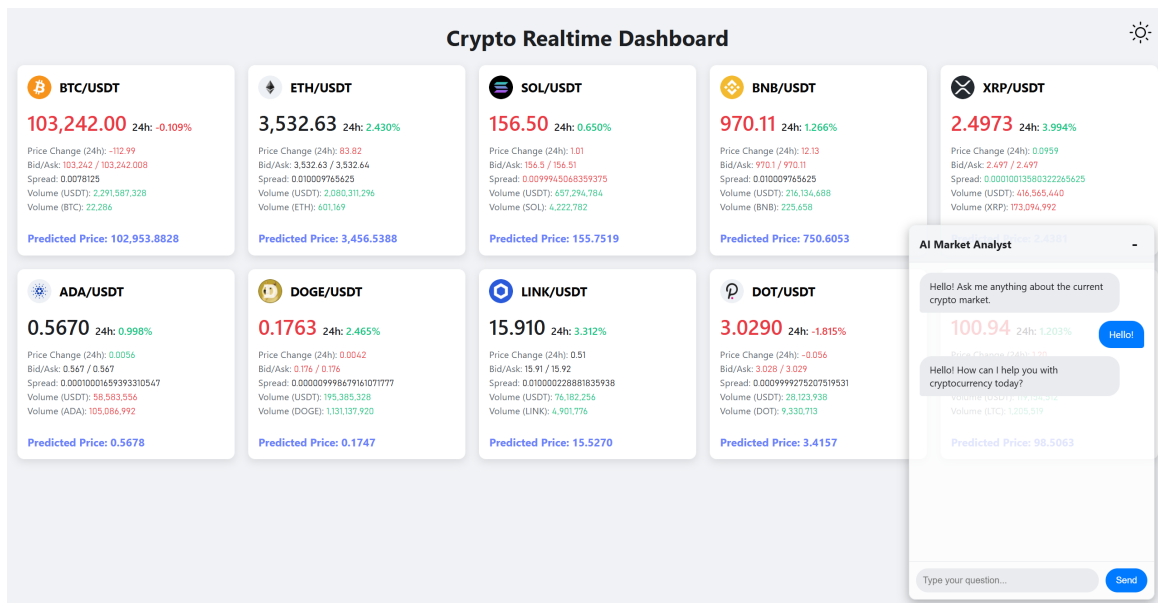 Crypto Realtime Dashboard
BTC/USDT
103,242.00 24h: -0.109%
Price Change (24h): -112.99
Bid/Ask: 103,242 / 103,242.008
Spread: 0.0078125
Volume (USDT): 2,291,587,328
Volume (BTC): 22,286
Predicted Price: 102,953.8828
ETH/USDT
3,532.63 24h: 2.430%
Price Change (24h): 83.82
Bid/Ask: 3,532.63 / 3,532.64
Spread: 0.010009765625
Volume (USDT): 2,080,311,296
Volume (ETH): 601,169
Predicted Price: 3,456.5388
SOL/USDT
156.50 24h: 0.650%
Price Change (24h): 1.01
Bid/Ask: 156.5 / 156.51
Spread: 0.0099945068359375
Volume (USDT): 657,294,784
Volume (SOL): 4,222,782
Predicted Price: 155.7519
BNB/USDT
970.11 24h: 1.266%
Price Change (24h): 12.13
Bid/Ask: 970.1 / 970.11
Spread: 0.010009765625
Volume (USDT): 216,134,688
Volume (BNB): 225,658
Predicted Price: 750.6053
XRP/USDT
2.4973 24h: 3.994%
Price Change (24h): 0.0959
Bid/Ask: 2.497 / 2.497
Spread: 0.00010013580322265625
Volume (USDT): 416,565,440
Volume (XRP): 173,094,992
ADA/USDT
0.5670 24h: 0.998%
Price Change (24h): 0.0056
Bid/Ask: 0.567 / 0.567
Spread: 0.00010001659393310547
Volume (USDT): 58,583,556
Volume (ADA): 105,086,992
Predicted Price: 0.5678
DOGE/USDT
0.1763 24h: 2.465%
Price Change (24h): 0.0042
Bid/Ask: 0.176 / 0.176
Spread: 0.000009998679161071777
Volume (USDT): 195,385,328
Volume (DOGE): 1,131,137,920
Predicted Price: 0.1747
LINK/USDT
15.910 24h: 3.312%
Price Change (24h): 0.51
Bid/Ask: 15.91 / 15.92
Spread: 0.010000228881835938
Volume (USDT): 76,182,256
Volume (LINK): 4,901,776
Predicted Price: 15.5270
DOT/USDT
3.0290 24h: -1.815%
Price Change (24h): -0.056
Bid/Ask: 3.028 / 3.029
Spread: 0.0009999275207519531
Volume (USDT): 28,123,938
Volume (DOT): 9,330,713
Predicted Price: 3.4157
100.94 24h: 1.203%
Volume (LTC): 1,205,519
Predicted Price: 98.5063
AI Market Analyst
-
Hello! Ask me anything about the current
crypto market.
Hello!
Hello! How can I help you with
cryptocurrency today?
Type your question...
Send